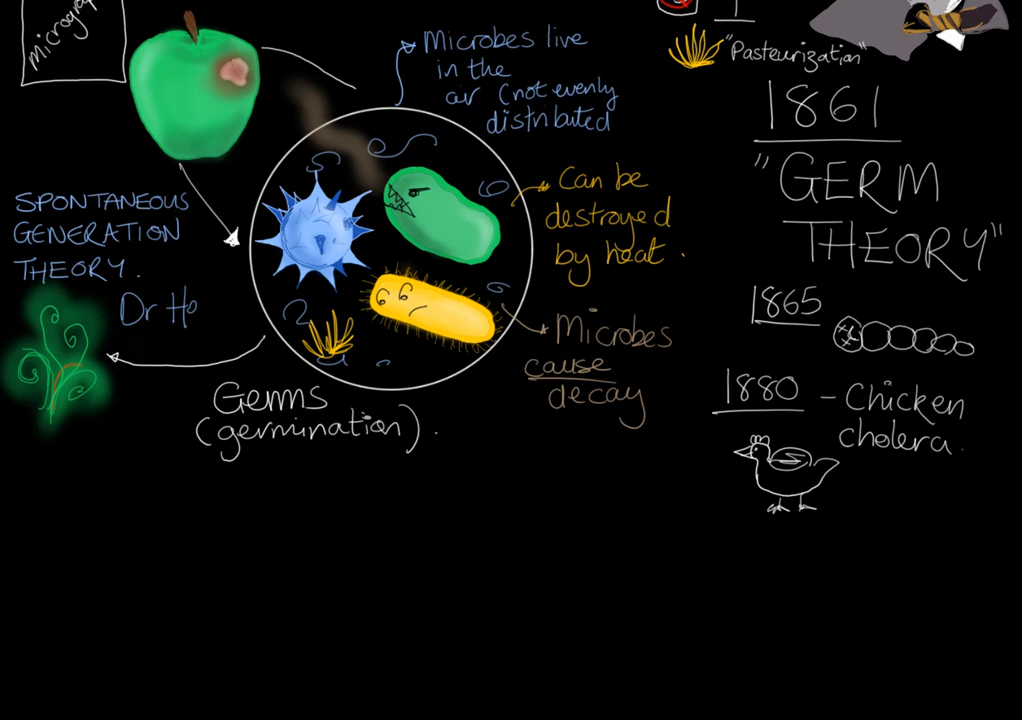 micrograp
Microbes live
in the
air (not evenly
distributed
SPONTANEOUS
GENERATION
THEORY.
Dr Ho
Can be
destroyed
by heat.
Microbes
cause
decay
Germs
(germination).
"Pasteurization"
1861
"GERM
THEORY"
1865
1880 - Chicken
cholera.